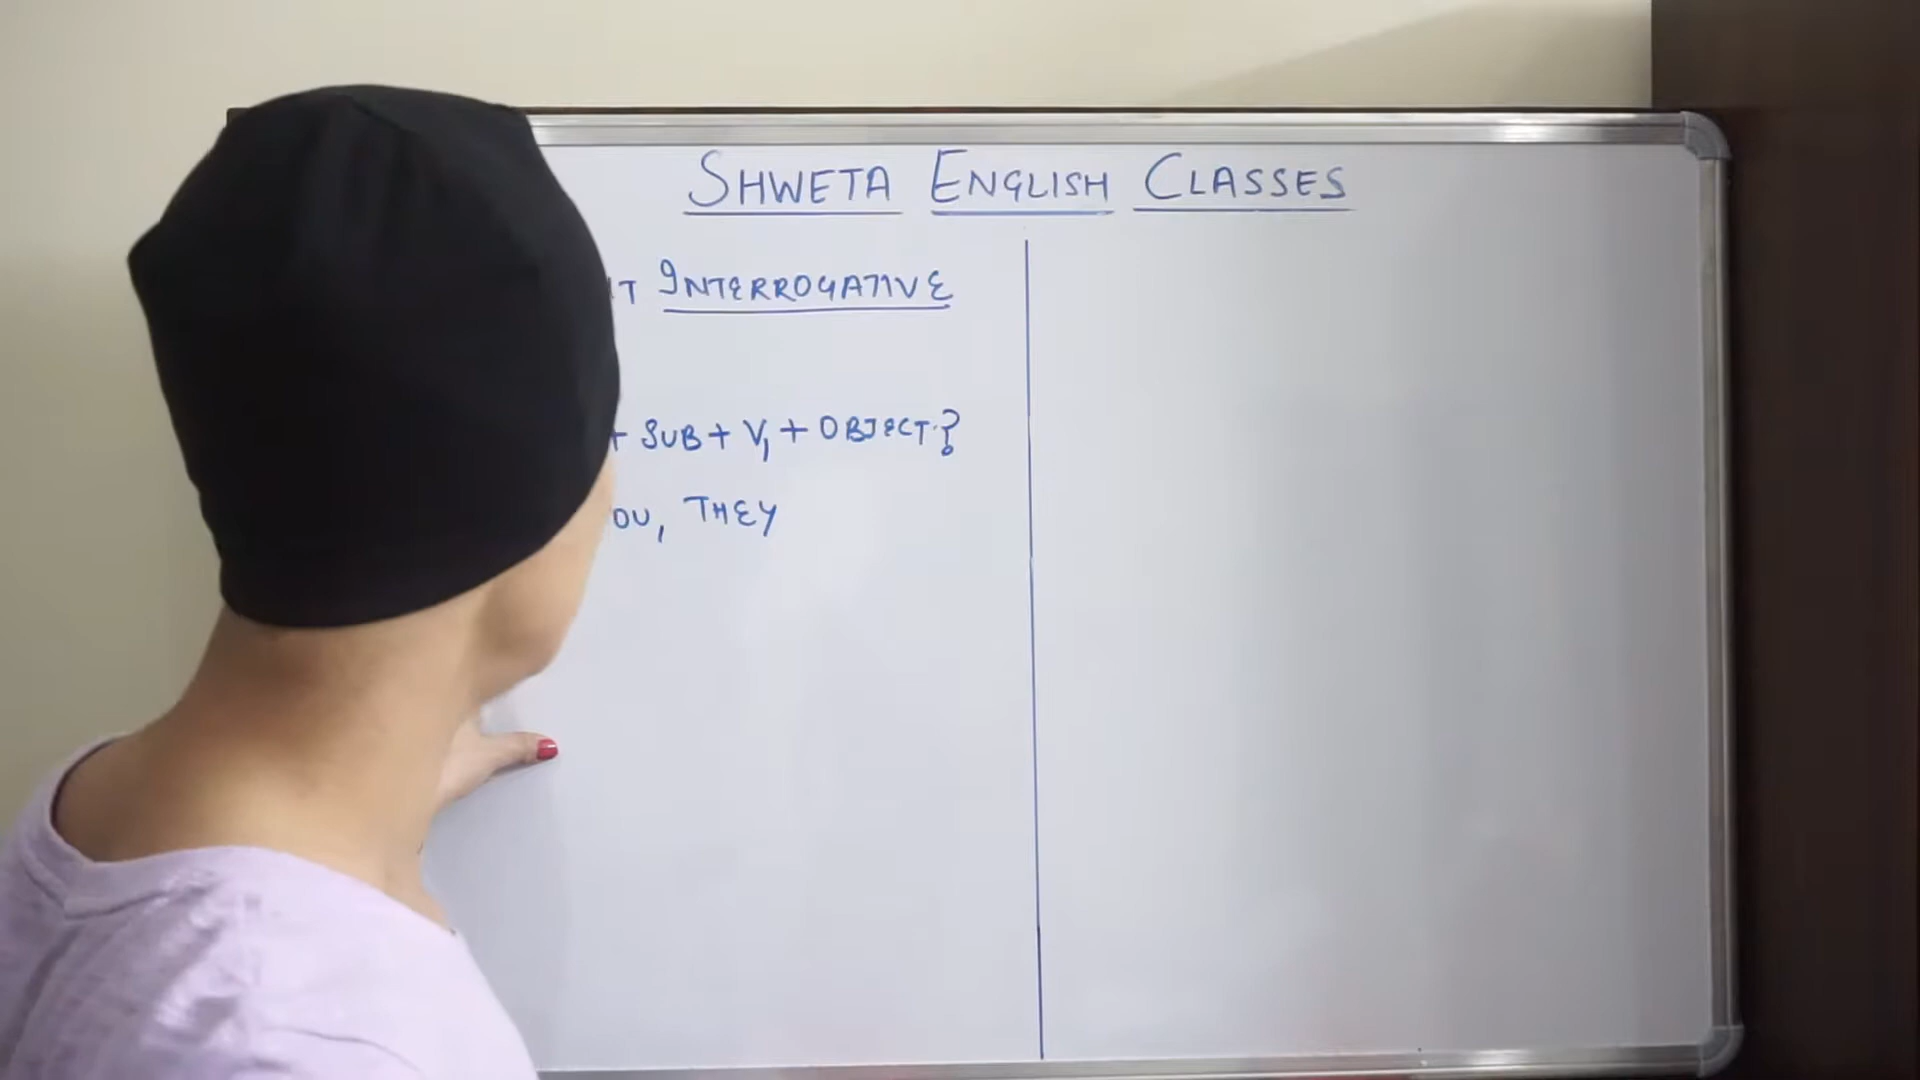 SHWETA ENGLISH CLASSES
INTERROGATIVE
+ SUB + V1 + OBJECT?
THEY